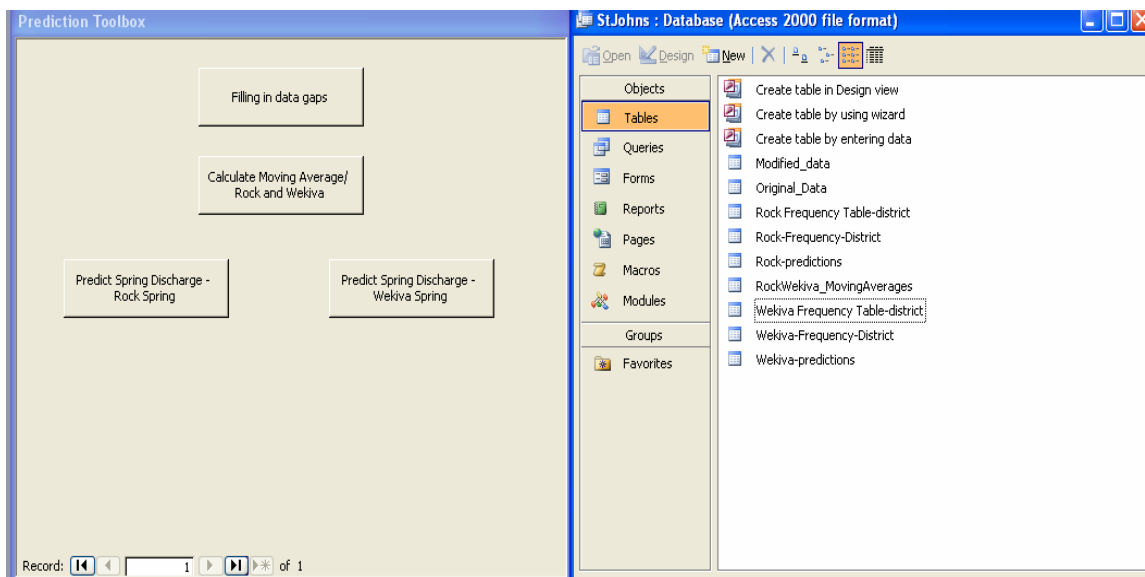 Prediction Toolbox
Filling in data gaps
Calculate Moving Average/
Rock and Wekiva
Predict Spring Discharge -
Rock Spring
Predict Spring Discharge -
Wekiva Spring
Record: 1 of 1
StJohns : Database (Access 2000 file format)
Open Design New
Objects
Tables
Queries
Forms
Reports
Pages
Macros
Modules
Groups
Favorites
Create table in Design view
Create table by using wizard
Create table by entering data
Modified_data
Original_Data
Rock Frequency Table-district
Rock-Frequency-District
Rock-predictions
RockWekiva_MovingAverages
Wekiva Frequency Table-district
Wekiva-Frequency-District
Wekiva-predictions